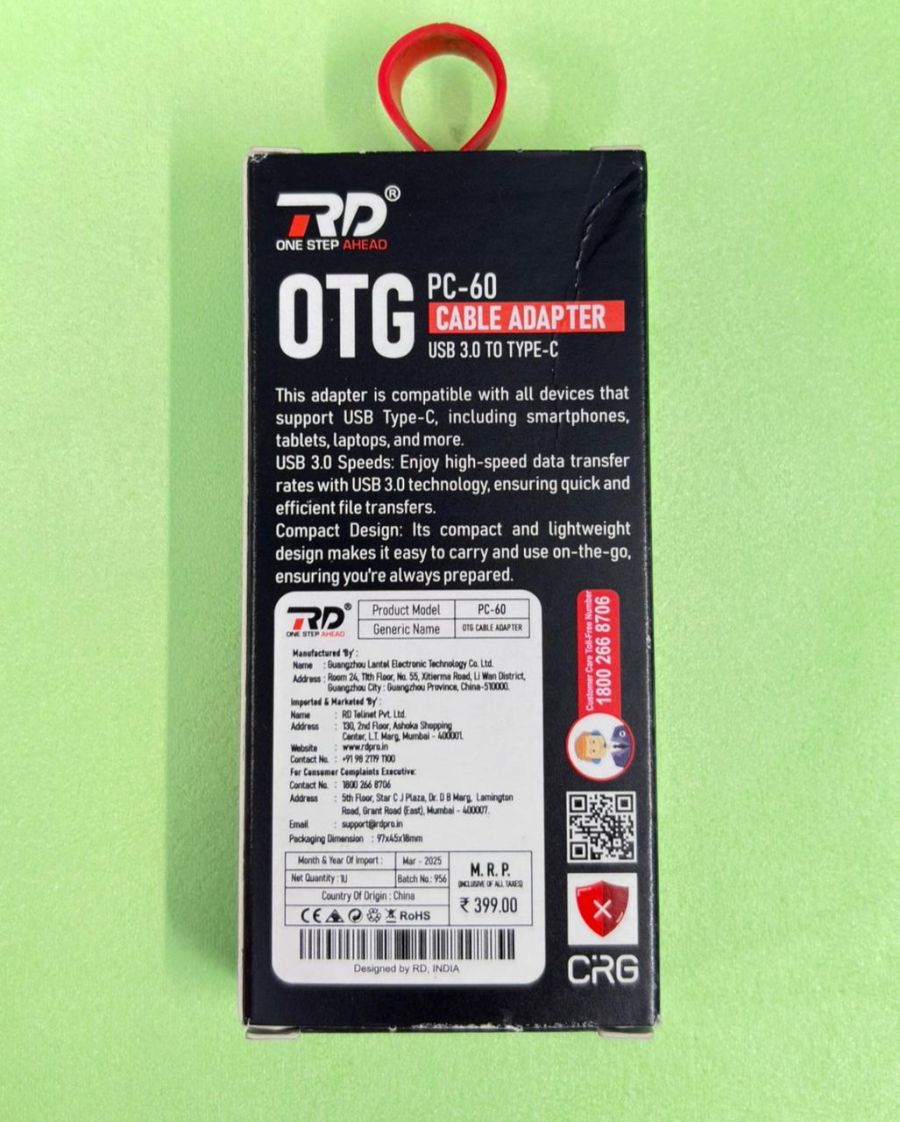 RD®
ONE STEP AHEAD
OTG
PC-60
CABLE ADAPTER
USB 3.0 TO TYPE-C
This adapter is compatible with all devices that
support USB Type-C, including smartphones,
tablets, laptops, and more.
USB 3.0 Speeds: Enjoy high-speed data transfer
rates with USB 3.0 technology, ensuring quick and
efficient file transfers.
Compact Design: Its compact and lightweight
design makes it easy to carry and use on-the-go,
ensuring you're always prepared.
RD®
ONE STEP AHEAD
Product Model PC-60
Generic Name OTG CABLE ADAPTER
Manufactured 'By' :
Name : Guangzhou Lantel Electronic Technology Co. Ltd.
Address : Room 24, 11th Floor, No. 55, Xitierma Road, Li Wan District,
Guangzhou City : Guangzhou Province, China-510000.
Imported & Marketed 'By' :
Name : RD Telinet Pvt. Ltd.
Address : 130, 2nd Floor, Ashoka Shopping
Center, L.T. Marg, Mumbai - 400001.
Website : www.rdpro.in
Contact No. : +91 98 2119 1100
For Cansumer Complaints Executive:
Contact No. : 1800 266 8706
Address : 5th Floor, Star C J Plaza, Dr. D B Marg, Lamington
Road, Grant Road (East), Mumbai - 400007.
Email : support@rdpro.in
Packaging Dimension : 97x45x18mm
Month & Year Of Import : Mar - 2025
Net Quantity : 1U Batch No.: 956
Country Of Origin : China
CE RoHS
M. R. P.
(INCLUSIVE OF ALL TAXES)
₹ 399.00
Designed by RD, INDIA
Customer Care Toll-Free Number
1800 266 8706
CRG